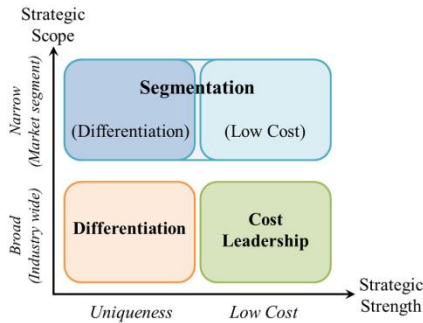 Strategic
Scope
Narrow
(Market segment)
Segmentation
(Differentiation)
(Low Cost)
Broad
(Industry wide)
Differentiation
Cost
Leadership
Strategic
Strength
Uniqueness
Low Cost